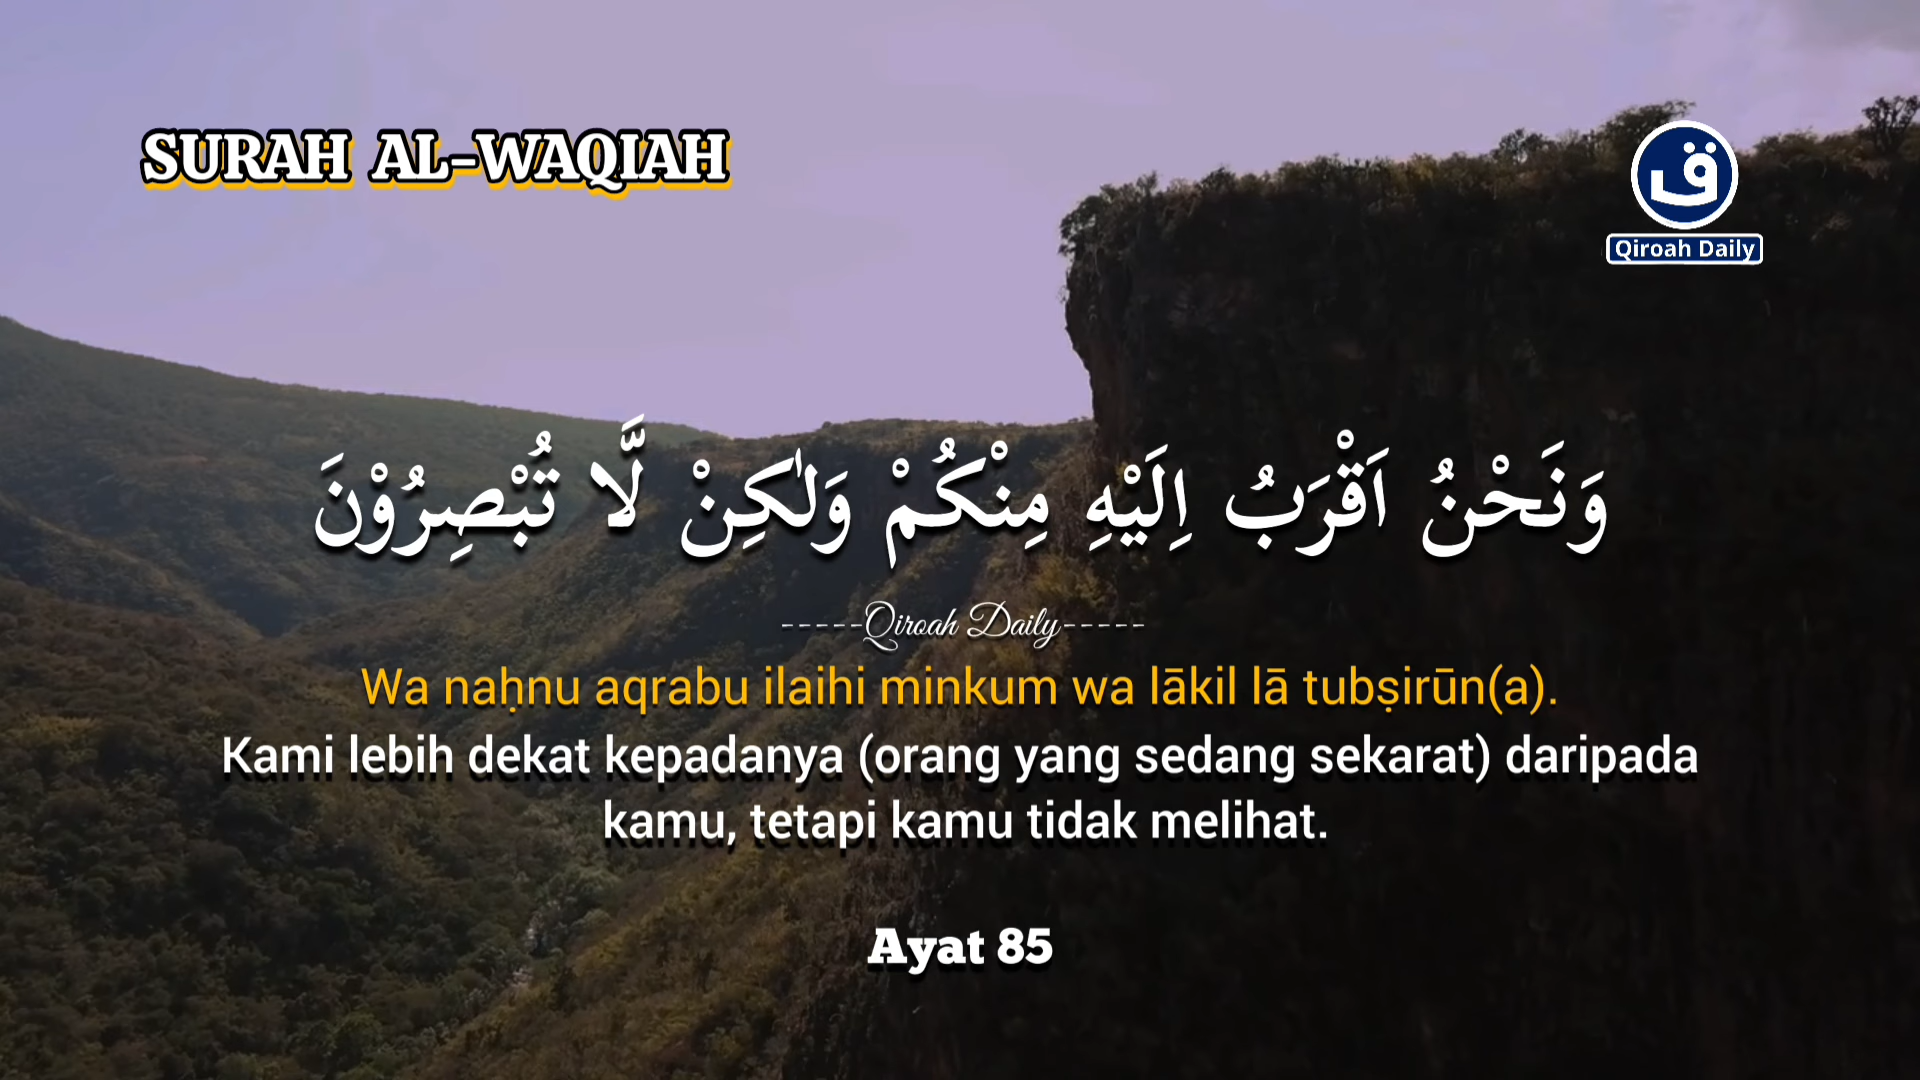 SURAH AL-WAQIAH
ق
Qiroah Daily
وَنَحْنُ اَقْرَبُ اِلَيْهِ مِنْكُمْ وَلٰكِنْ لَّا تُبْصِرُوْنَ
-----Qiroah Daily-----
Wa naḥnu aqrabu ilaihi minkum wa lākil lā tubṣirūn(a).
Kami lebih dekat kepadanya (orang yang sedang sekarat) daripada
kamu, tetapi kamu tidak melihat.
Ayat 85